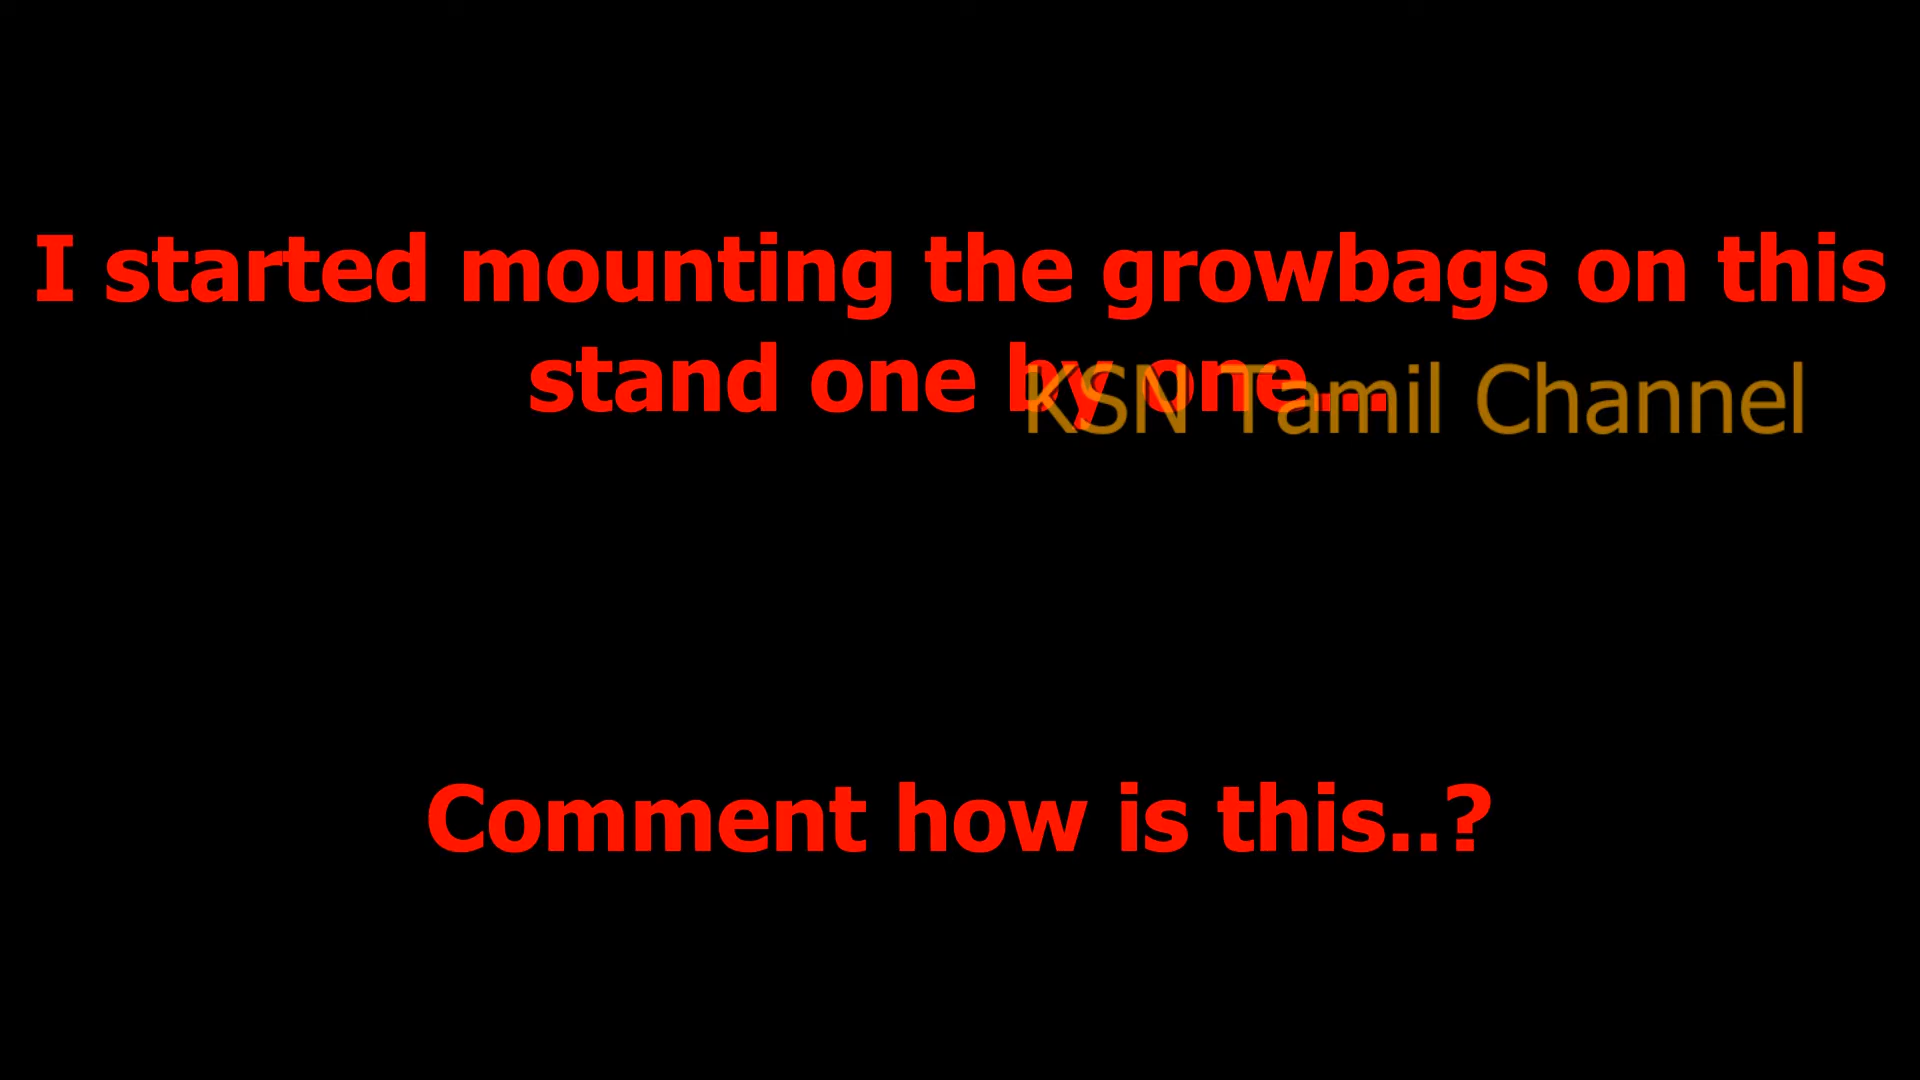 I started mounting the growbags on this
stand one by one....
KSN Tamil Channel
Comment how is this..?